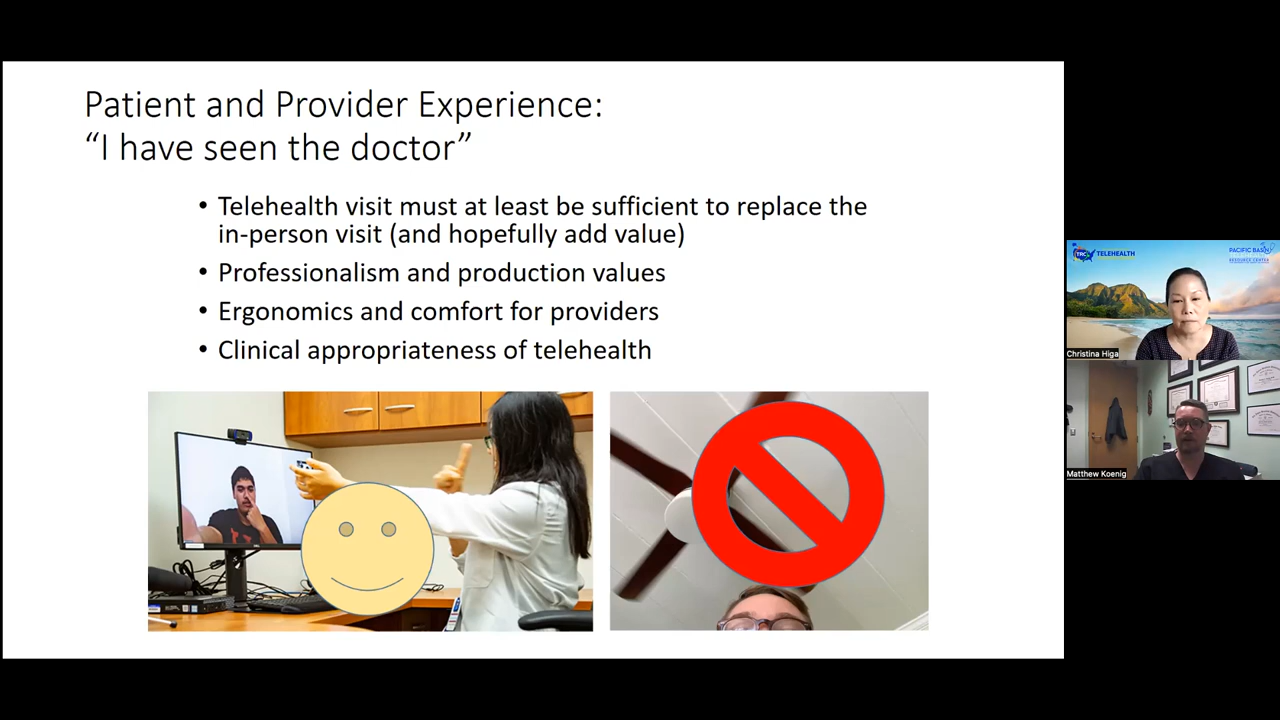 Patient and Provider Experience:
“I have seen the doctor”
• Telehealth visit must at least be sufficient to replace the
in-person visit (and hopefully add value)
• Professionalism and production values
• Ergonomics and comfort for providers
• Clinical appropriateness of telehealth
TELEHEALTH
PACIFIC BASIN
RESOURCE CENTER
Christina Higa
Matthew Koenig